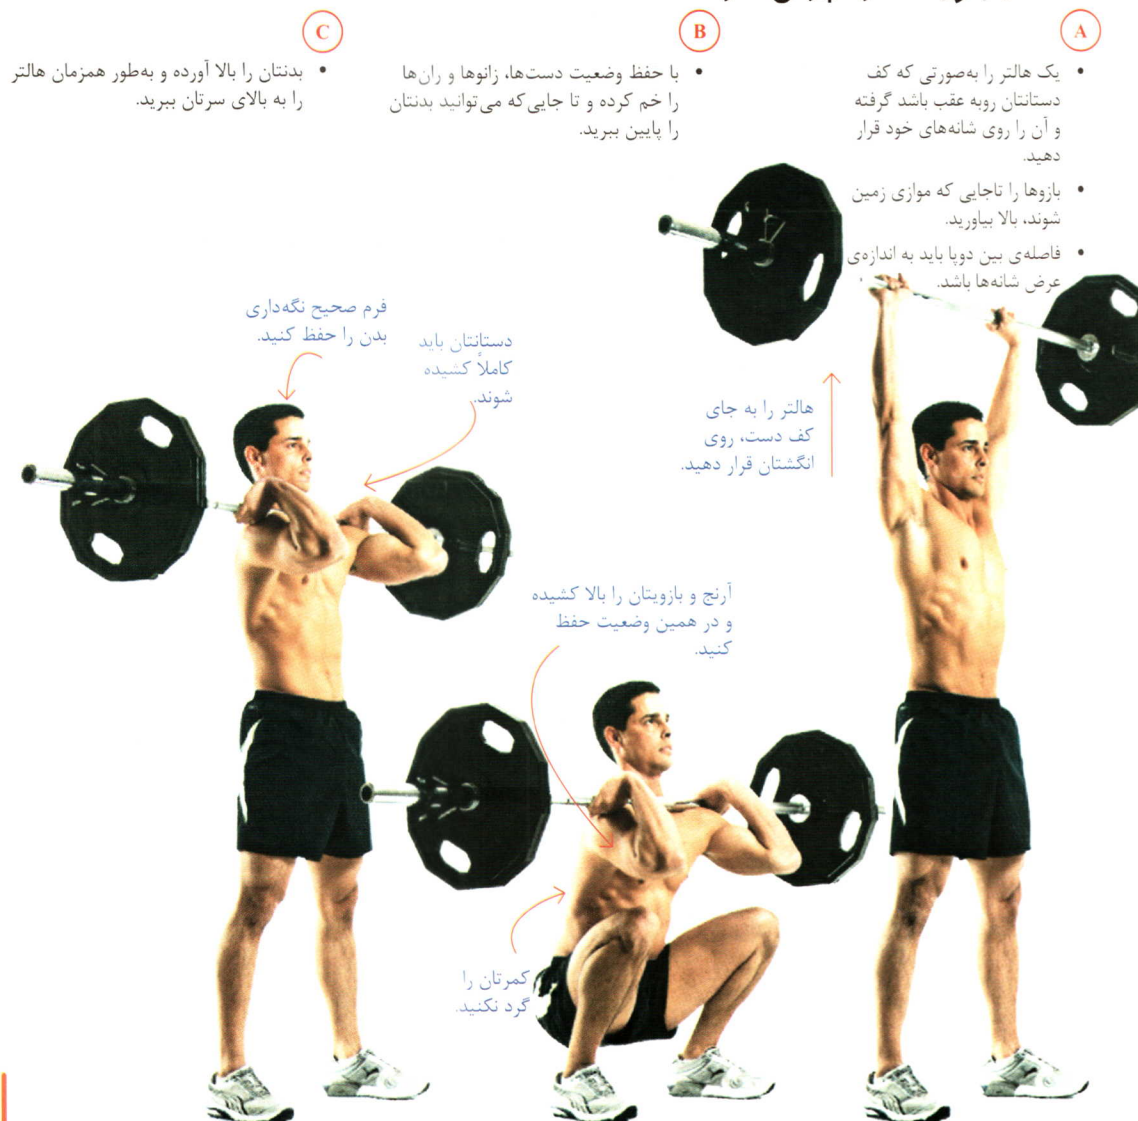 A
• یک هالتر را به‌صورتی که کف
دستانتان روبه عقب باشد گرفته
و آن را روی شانه‌های خود قرار
دهید.
• بازوها را تاجایی که موازی زمین
شوند، بالا بیاورید.
• فاصله‌ی بین دوپا باید به اندازه‌ی
عرض شانه‌ها باشد.
B
• با حفظ وضعیت دست‌ها، زانوها و ران‌ها
را خم کرده و تا جایی‌که می‌توانید بدنتان
را پایین ببرید.
C
• بدنتان را بالا آورده و به‌طور همزمان هالتر
را به بالای سرتان ببرید.
هالتر را به جای
کف دست، روی
انگشتان قرار دهید.
دستانتان باید
کاملاً کشیده
شوند.
فرم صحیح نگه‌داری
بدن را حفظ کنید.
آرنج و بازویتان را بالا کشیده
و در همین وضعیت حفظ
کنید.
کمرتان را
گرد نکنید.